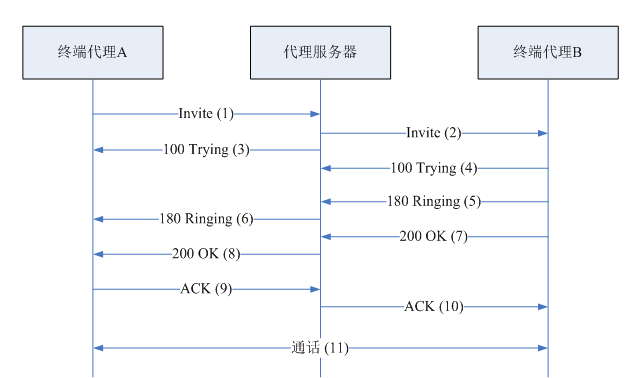 终端代理A
代理服务器
终端代理B
Invite (1)
Invite (2)
100 Trying (3)
100 Trying (4)
180 Ringing (5)
180 Ringing (6)
200 OK (7)
200 OK (8)
ACK (9)
ACK (10)
通话 (11)